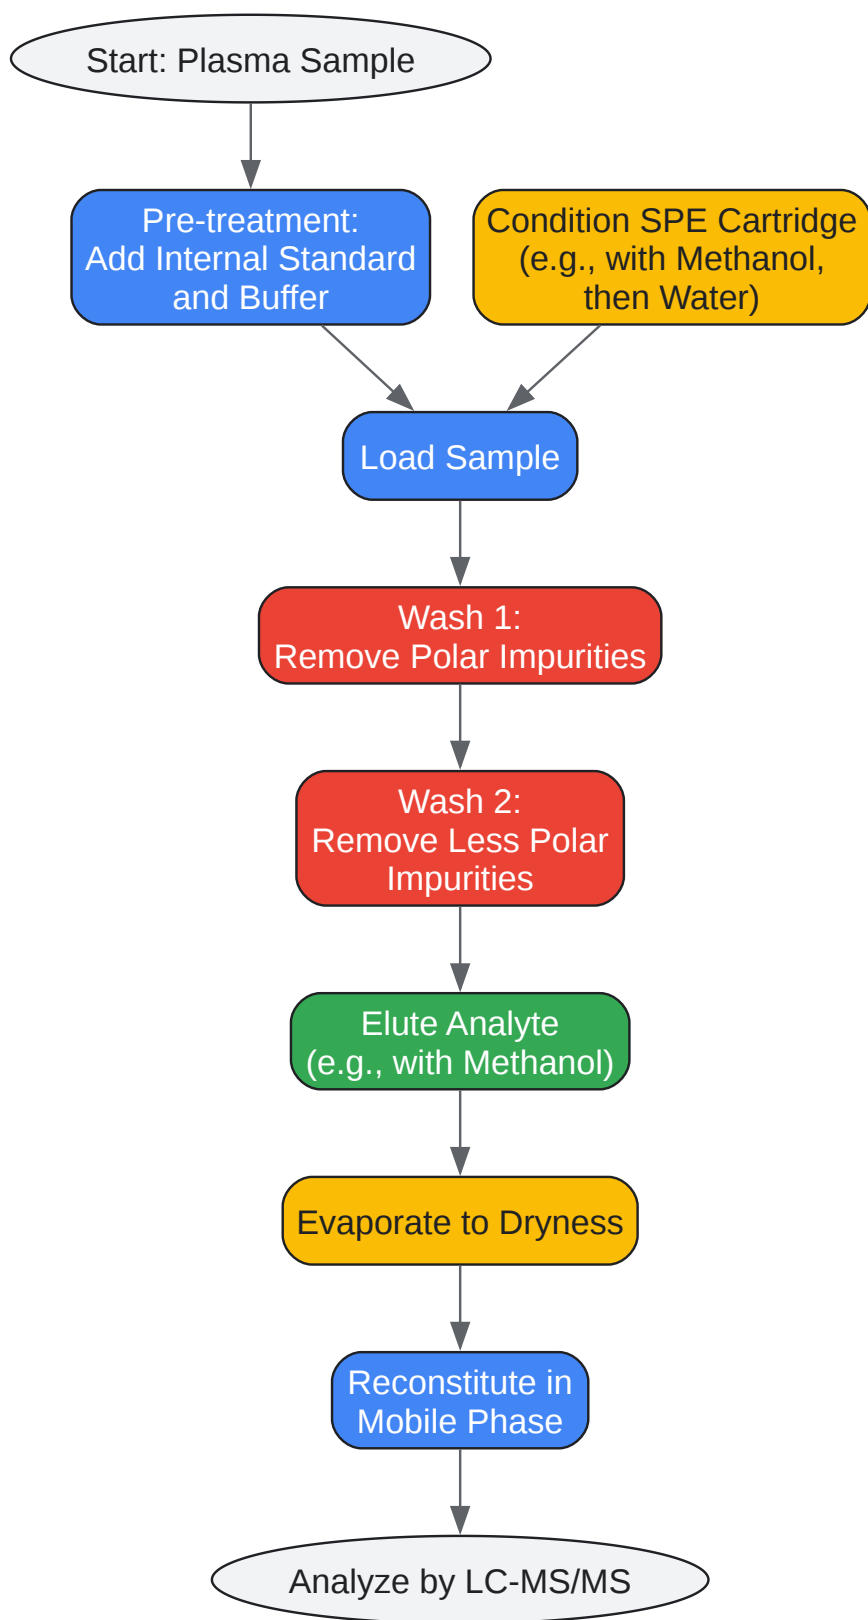 Start: Plasma Sample
Pre-treatment:
Add Internal Standard
and Buffer
Condition SPE Cartridge
(e.g., with Methanol,
then Water)
Load Sample
Wash 1:
Remove Polar Impurities
Wash 2:
Remove Less Polar
Impurities
Elute Analyte
(e.g., with Methanol)
Evaporate to Dryness
Reconstitute in
Mobile Phase
Analyze by LC-MS/MS